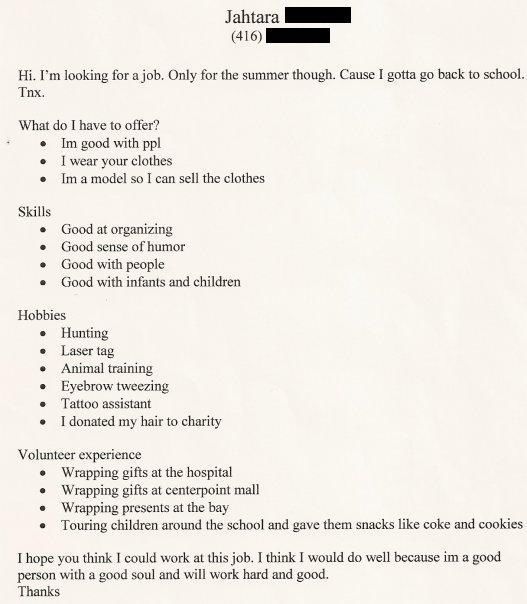 Jahtara
(416)
Hi. I'm looking for a job. Only for the summer though. Cause I gotta go back to school.
Tnx.
What do I have to offer?
• Im good with ppl
• I wear your clothes
• Im a model so I can sell the clothes
Skills
• Good at organizing
• Good sense of humor
• Good with people
• Good with infants and children
Hobbies
• Hunting
• Laser tag
• Animal training
• Eyebrow tweezing
• Tattoo assistant
• I donated my hair to charity
Volunteer experience
• Wrapping gifts at the hospital
• Wrapping gifts at centerpoint mall
• Wrapping presents at the bay
• Touring children around the school and gave them snacks like coke and cookies
I hope you think I could work at this job. I think I would do well because im a good
person with a good soul and will work hard and good.
Thanks